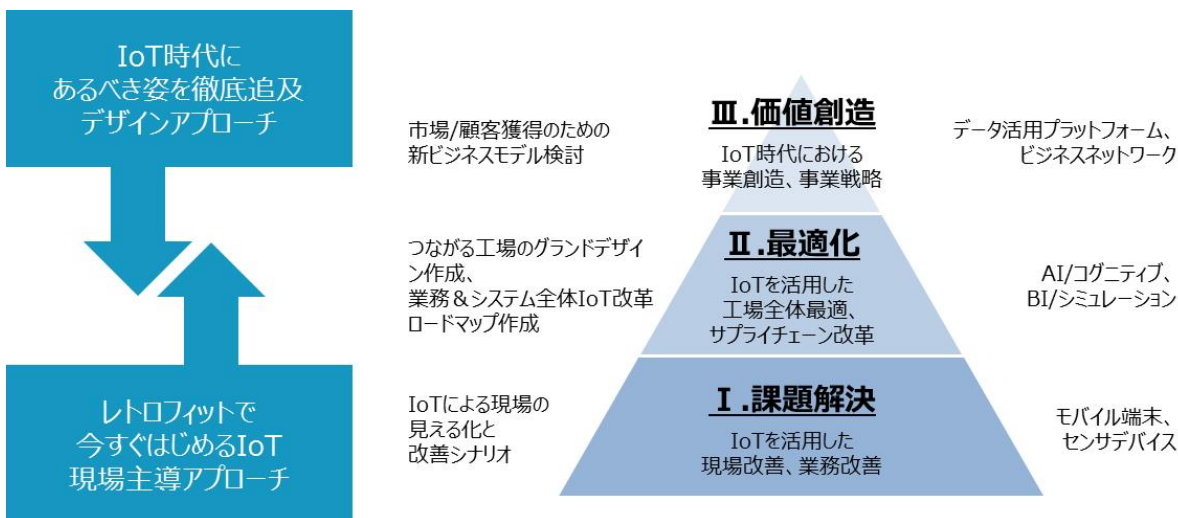 IoT時代に
あるべき姿を徹底追及
デザインアプローチ
レトロフィットで
今すぐはじめるIoT
現場主導アプローチ
市場/顧客獲得のための
新ビジネスモデル検討
Ⅲ.価値創造
IoT時代における
事業創造、事業戦略
データ活用プラットフォーム、
ビジネスネットワーク
つながる工場のグランドデザイ
ン作成、
業務＆システム全体IoT改革
ロードマップ作成
Ⅱ.最適化
IoTを活用した
工場全体最適、
サプライチェーン改革
AI/コグニティブ、
BI/シミュレーション
IoTによる現場の
見える化と
改善シナリオ
Ⅰ.課題解決
IoTを活用した
現場改善、業務改善
モバイル端末、
センサデバイス